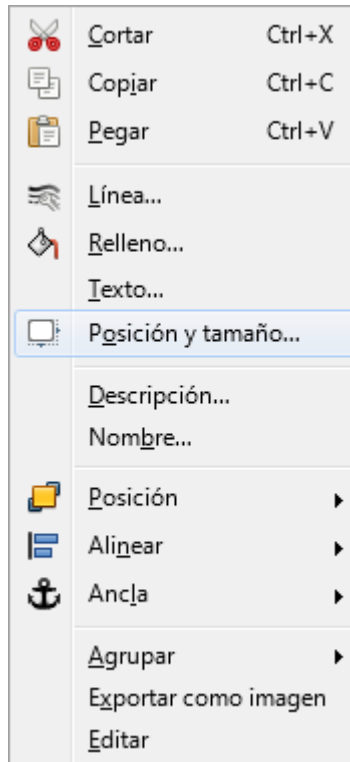 Cortar Ctrl+X
Copiar Ctrl+C
Pegar Ctrl+V
Línea...
Relleno...
Texto...
Posición y tamaño...
Descripción...
Nombre...
Posición
Alinear
Ancla
Agrupar
Exportar como imagen
Editar